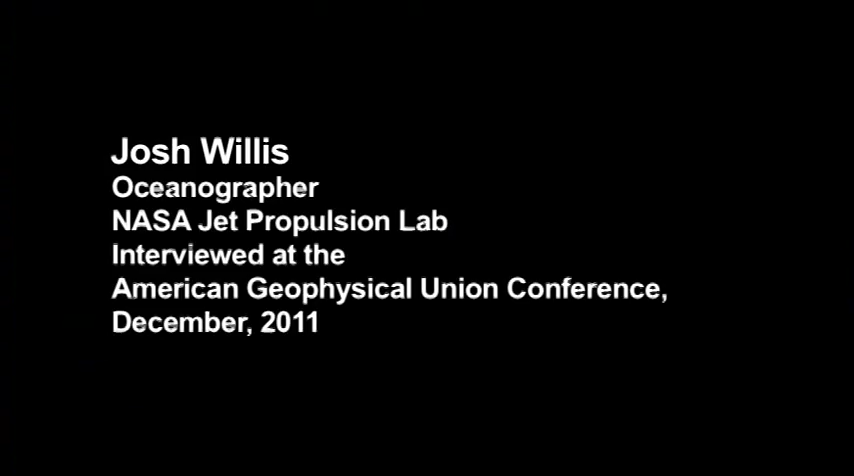 Josh Willis
Oceanographer
NASA Jet Propulsion Lab
Interviewed at the
American Geophysical Union Conference,
December, 2011